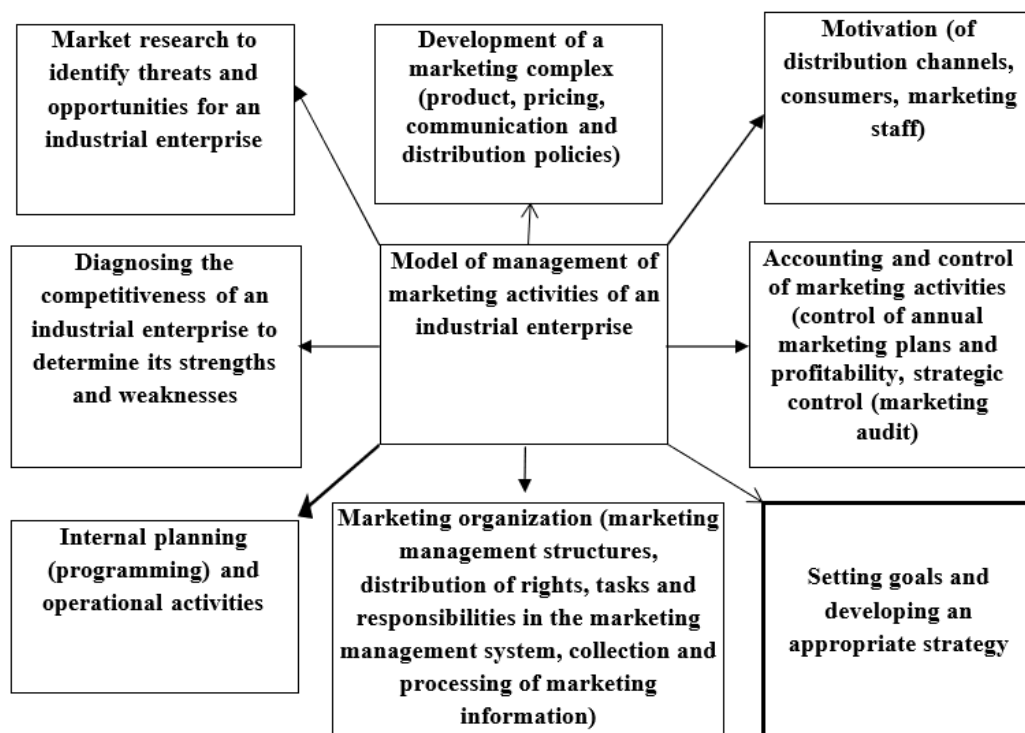 Market research to
identify threats and
opportunities for an
industrial enterprise
Development of a
marketing complex
(product, pricing,
communication and
distribution policies)
Motivation (of
distribution channels,
consumers, marketing
staff)
Diagnosing the
competitiveness of an
industrial enterprise to
determine its strengths
and weaknesses
Model of management of
marketing activities of an
industrial enterprise
Accounting and control
of marketing activities
(control of annual
marketing plans and
profitability, strategic
control (marketing
audit)
Internal planning
(programming) and
operational activities
Marketing organization (marketing
management structures,
distribution of rights, tasks and
responsibilities in the marketing
management system, collection and
processing of marketing
information)
Setting goals and
developing an
appropriate strategy